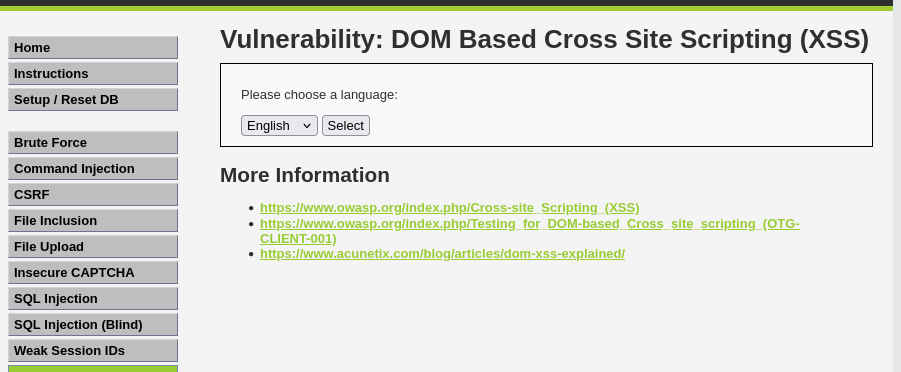 Home
Instructions
Setup / Reset DB
Brute Force
Command Injection
CSRF
File Inclusion
File Upload
Insecure CAPTCHA
SQL Injection
SQL Injection (Blind)
Weak Session IDs
Vulnerability: DOM Based Cross Site Scripting (XSS)
Please choose a language:
English Select
More Information
• https://www.owasp.org/index.php/Cross-site_Scripting_(XSS)
• https://www.owasp.org/index.php/Testing_for_DOM-based_Cross_site_scripting_(OTG-
CLIENT-001)
• https://www.acunetix.com/blog/articles/dom-xss-explained/